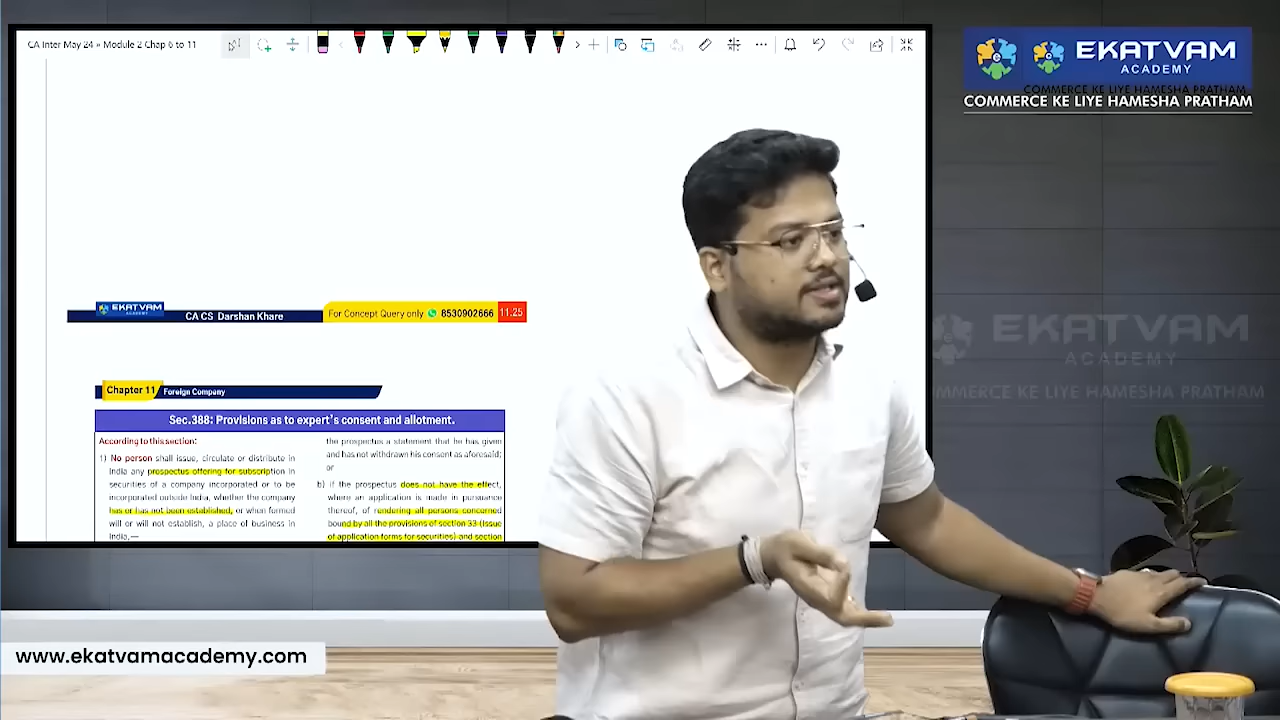 CA Inter May 24 » Module 2 Chap 6 to 11
EKATVAM
ACADEMY
COMMERCE KE LIYE HAMESHA PRATHAM
COMMERCE KE LIYE HAMESHA PRATHAM
EKATVAM
ACADEMY
CA CS Darshan Khare
For Concept Query only 8530902666 11.25
EKATVAM
ACADEMY
COMMERCE KE LIYE HAMESHA PRATHAM
Chapter 11 Foreign Company
Sec.388: Provisions as to expert's consent and allotment.
According to this section:
1) No person shall issue, circulate or distribute in
India any prospectus offering for subscription in
securities of a company incorporated or to be
incorporated outside India, whether the company
has or has not been established, or when formed
will or will not establish, a place of business in
India,—
the prospectus a statement that he has given
and has not withdrawn his consent as aforesaid;
or
b) if the prospectus does not have the effect,
where an application is made in pursuance
thereof, of rendering all persons concerned
bound by all the provisions of section 33 (Issue
of application forms for securities) and section
www.ekatvamacademy.com